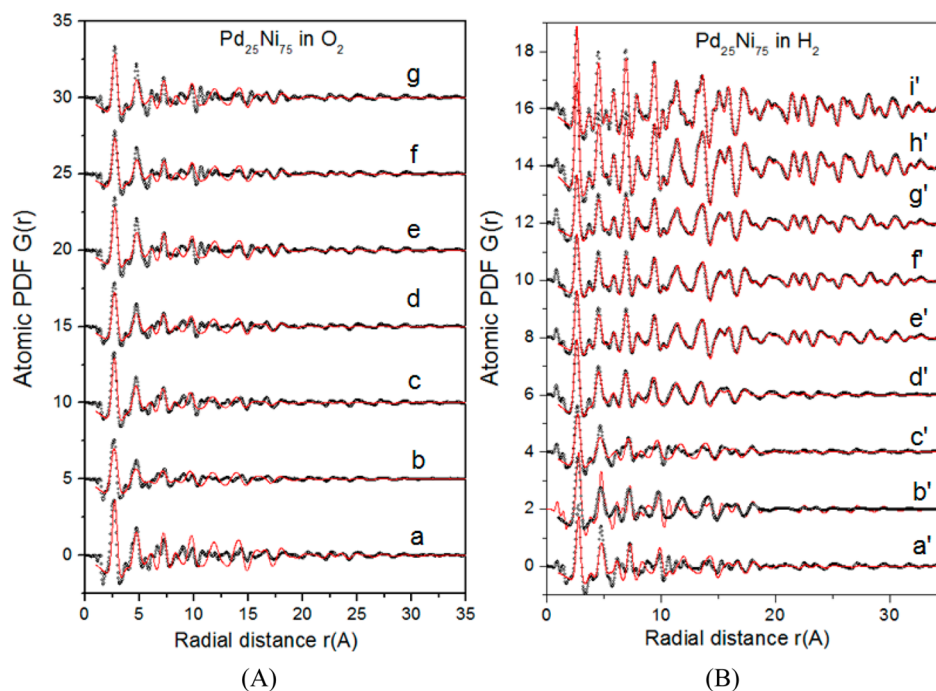 Pd25Ni75 in O2
Atomic PDF G(r)
35
30
25
20
15
10
5
0
g
f
e
d
c
b
a
0 5 10 15 20 25 30 35
Radial distance r(A)
(A)
Pd25Ni75 in H2
Atomic PDF G(r)
18
16
14
12
10
8
6
4
2
0
i'
h'
g'
f'
e'
d'
c'
b'
a'
0 10 20 30
Radial distance r(A)
(B)